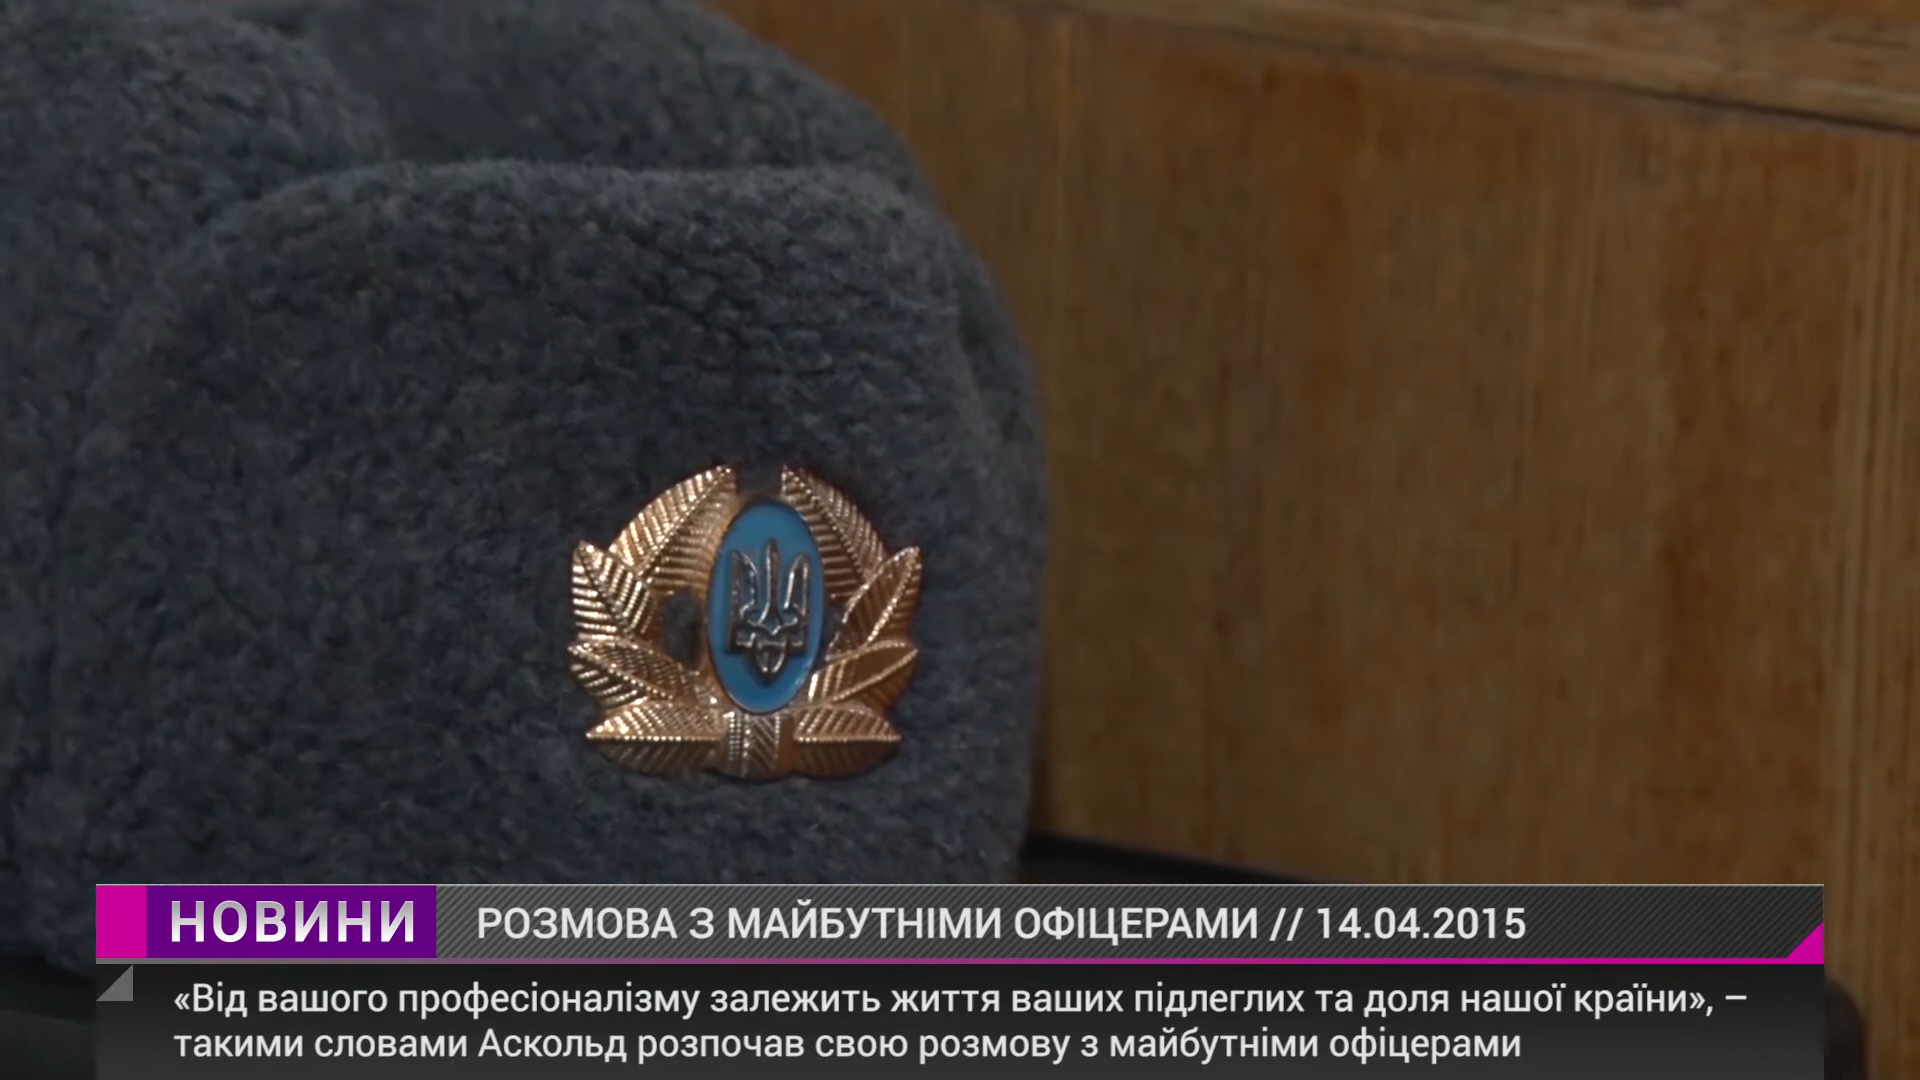 НОВИНИ
РОЗМОВА З МАЙБУТНІМИ ОФІЦЕРАМИ // 14.04.2015
«Від вашого професіоналізму залежить життя ваших підлеглих та доля нашої країни», –
такими словами Аскольд розпочав свою розмову з майбутніми офіцерами